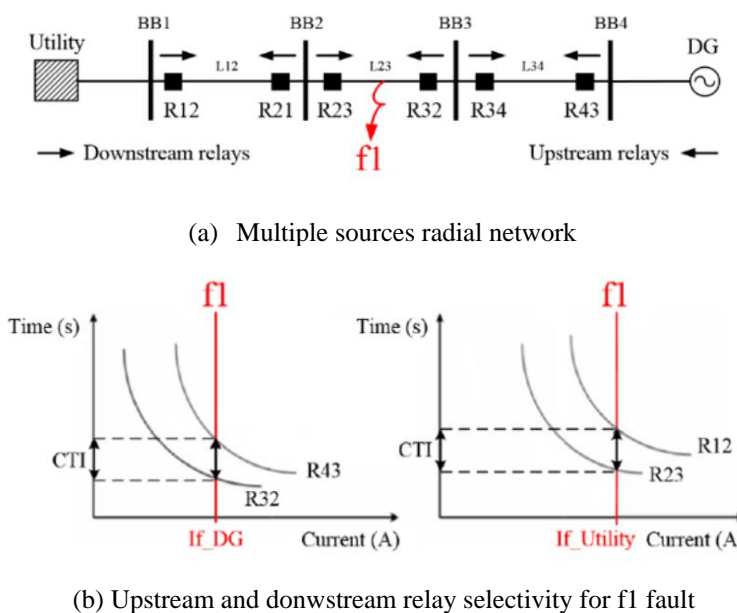 BB1 BB2 BB3 BB4
Utility DG
L12 L23 L34
R12 R21 R23 R32 R34 R43
Downstream relays f1 Upstream relays
(a) Multiple sources radial network
f1 f1
Time (s) Time (s)
CTI R43 CTI R12
R32 R23
If_DG Current (A) If_Utility Current (A
(b) Upstream and donwstream relay selectivity for f1 fault